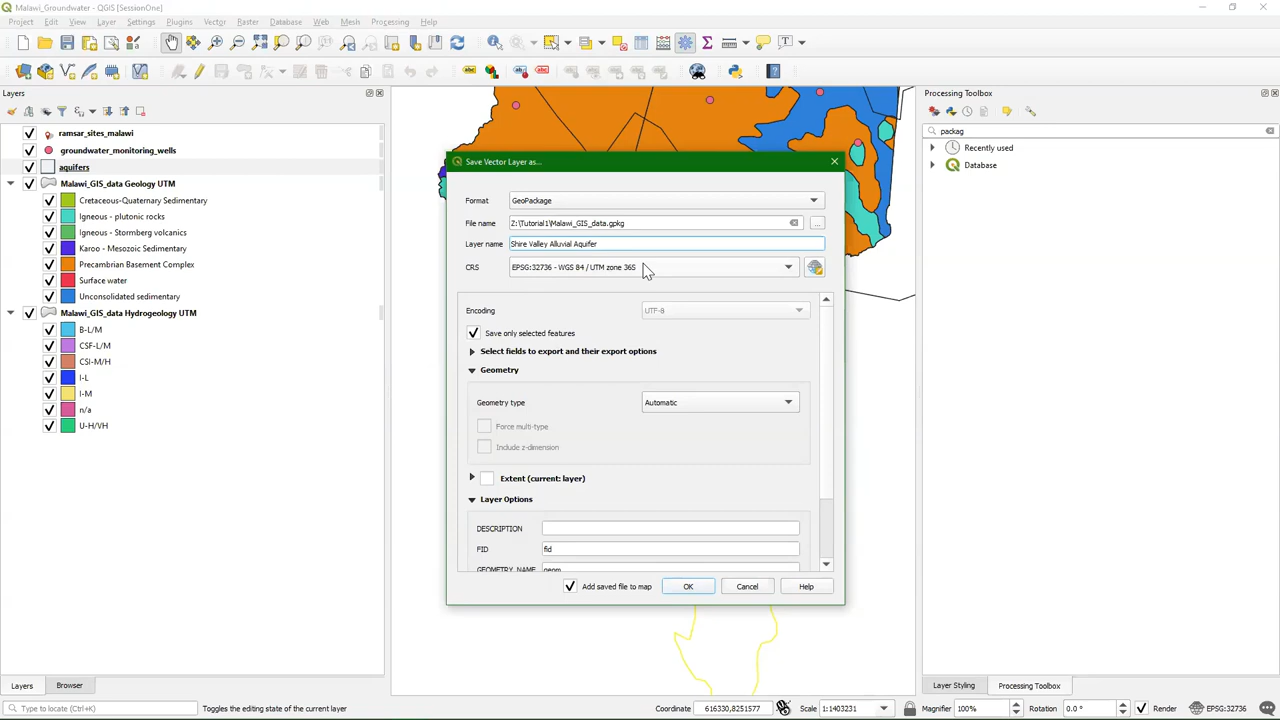 Malawi_Groundwater - QGIS [SessionOne]
Project Edit View Layer Settings Plugins Vector Raster Database Web Mesh Processing Help
Layers
ramsar_sites_malawi
groundwater_monitoring_wells
aquifers
Malawi_GIS_data Geology UTM
Cretaceous-Quaternary Sedimentary
Igneous - plutonic rocks
Igneous - Stormberg volcanics
Karoo - Mesozoic Sedimentary
Precambrian Basement Complex
Surface water
Unconsolidated sedimentary
Malawi_GIS_data Hydrogeology UTM
B-L/M
CSF-L/M
CSI-M/H
I-L
I-M
n/a
U-H/VH
Layers Browser
Save Vector Layer as...
Format GeoPackage
File name Z:\Tutorial1\Malawi_GIS_data.gpkg ...
Layer name Shire Valley Alluvial Aquifer
CRS EPSG:32736 - WGS 84 / UTM zone 36S
Encoding UTF-8
Save only selected features
Select fields to export and their export options
Geometry
Geometry type Automatic
Force multi-type
Include z-dimension
Extent (current: layer)
Layer Options
DESCRIPTION
FID fid
GEOMETRY_NAME geom
Add saved file to map OK Cancel Help
Processing Toolbox
packag
Recently used
Database
Layer Styling Processing Toolbox
Type to locate (Ctrl+K) Toggles the editing state of the current layer Coordinate 616330,8251577 Scale 1:1403231 Magnifier 100% Rotation 0.0 ° Render EPSG:32736